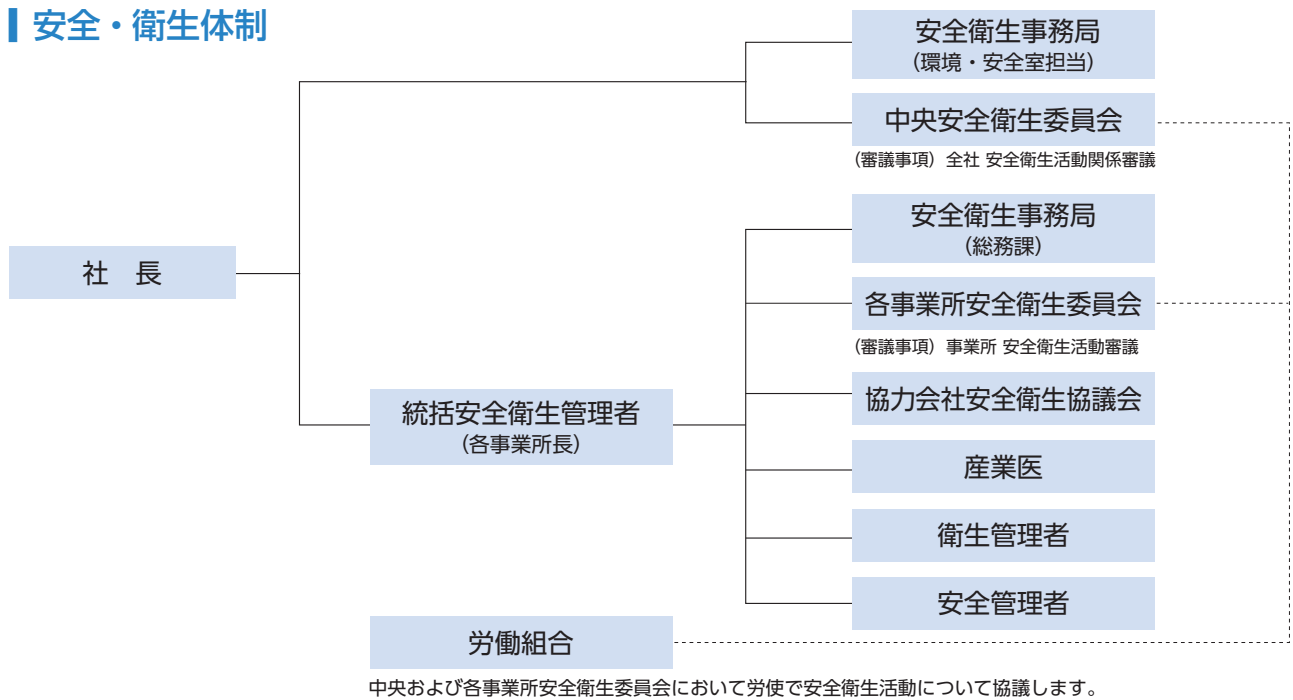 安全・衛生体制
安全衛生事務局
(環境・安全室担当)
中央安全衛生委員会
(審議事項) 全社 安全衛生活動関係審議
安全衛生事務局
(総務課)
社 長
各事業所安全衛生委員会
(審議事項) 事業所 安全衛生活動審議
協力会社安全衛生協議会
統括安全衛生管理者
(各事業所長)
産業医
衛生管理者
安全管理者
労働組合
中央および各事業所安全衛生委員会において労使で安全衛生活動について協議します。